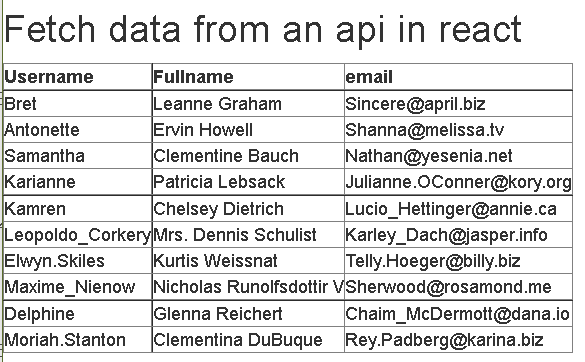 Fetch data from an api in react
Username Fullname email
Bret Leanne Graham Sincere@april.biz
Antonette Ervin Howell Shanna@melissa.tv
Samantha Clementine Bauch Nathan@yesenia.net
Karianne Patricia Lebsack Julianne.OConner@kory.org
Kamren Chelsey Dietrich Lucio_Hettinger@annie.ca
Leopoldo_Corkery Mrs. Dennis Schulist Karley_Dach@jasper.info
Elwyn.Skiles Kurtis Weissnat Telly.Hoeger@billy.biz
Maxime_Nienow Nicholas Runolfsdottir V Sherwood@rosamond.me
Delphine Glenna Reichert Chaim_McDermott@dana.io
Moriah.Stanton Clementina DuBuque Rey.Padberg@karina.biz